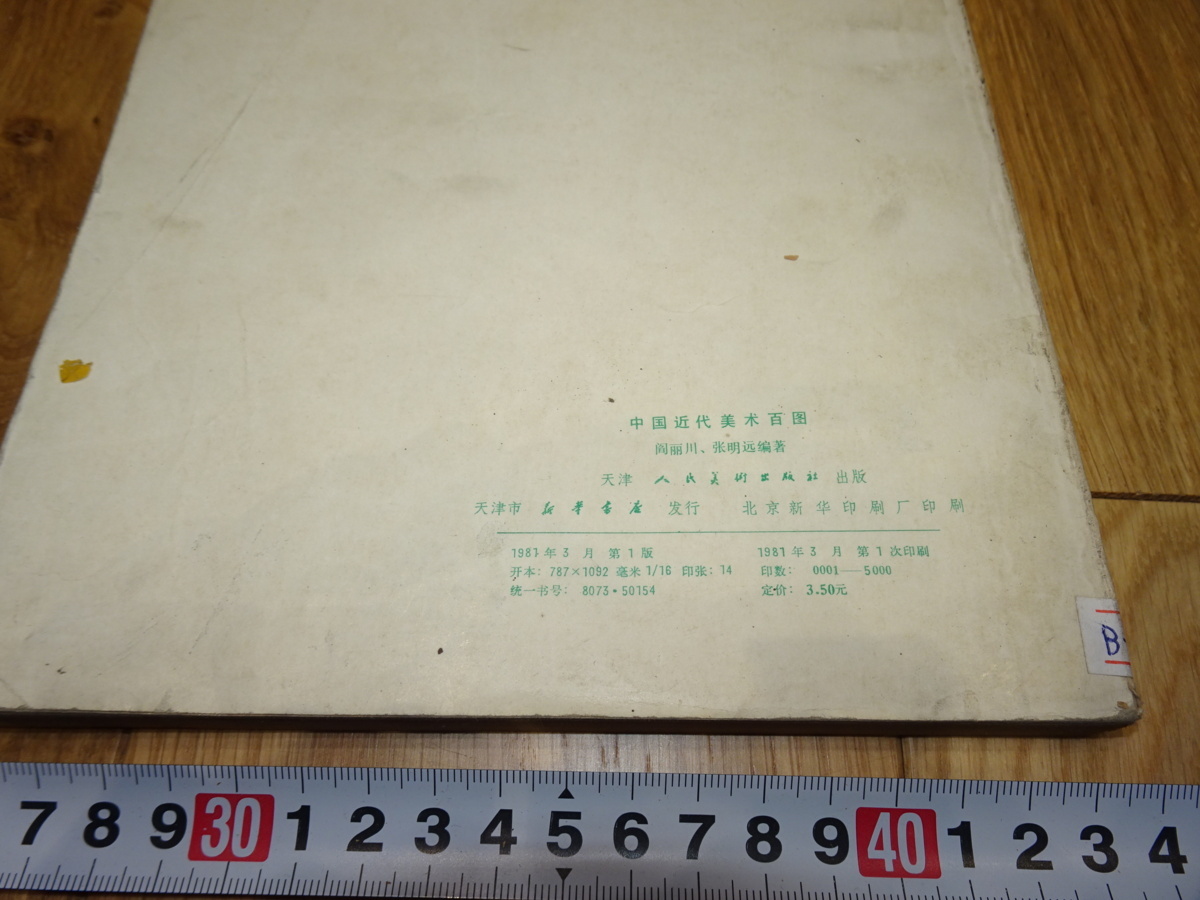 中国近代美术百图
阎丽川、张明远编著
天津 人民美術出版社 出版
天津市 新华书店 发行 北京新华印刷厂印刷
1981年3月第1版 1981年3月第1次印刷
开本: 787×1092 毫米 1/16 印张: 14 印数: 0001—5000
统一书号: 8073·50154 定价: 3.50元
B
7 8 9 30 1 2 3 4 5 6 7 8 9 40 1 2 3 4